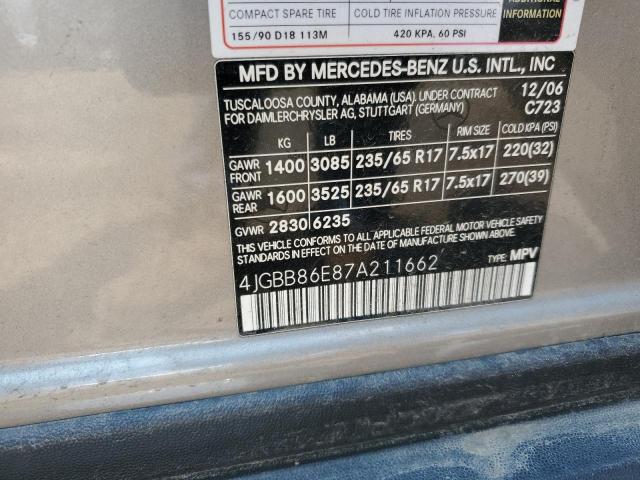 COMPACT SPARE TIRE COLD TIRE INFLATION PRESSURE
INFORMATION
155/90 D18 113M 420 KPA, 60 PSI
MFD BY MERCEDES-BENZ U.S. INTL., INC
TUSCALOOSA COUNTY, ALABAMA (USA). UNDER CONTRACT 12/06
FOR DAIMLERCHRYSLER AG, STUTTGART (GERMANY) C723
KG LB TIRES RIM SIZE COLD KPA (PSI)
GAWR FRONT 1400 3085 235/65 R17 7.5x17 220(32)
GAWR REAR 1600 3525 235/65 R17 7.5x17 270(39)
GVWR 2830 6235
THIS VEHICLE CONFORMS TO ALL APPLICABLE FEDERAL MOTOR VEHICLE SAFETY
STANDARDS IN EFFECT ON THE DATE OF MANUFACTURE SHOWN ABOVE.
4JGBB86E87A211662 TYPE: MPV